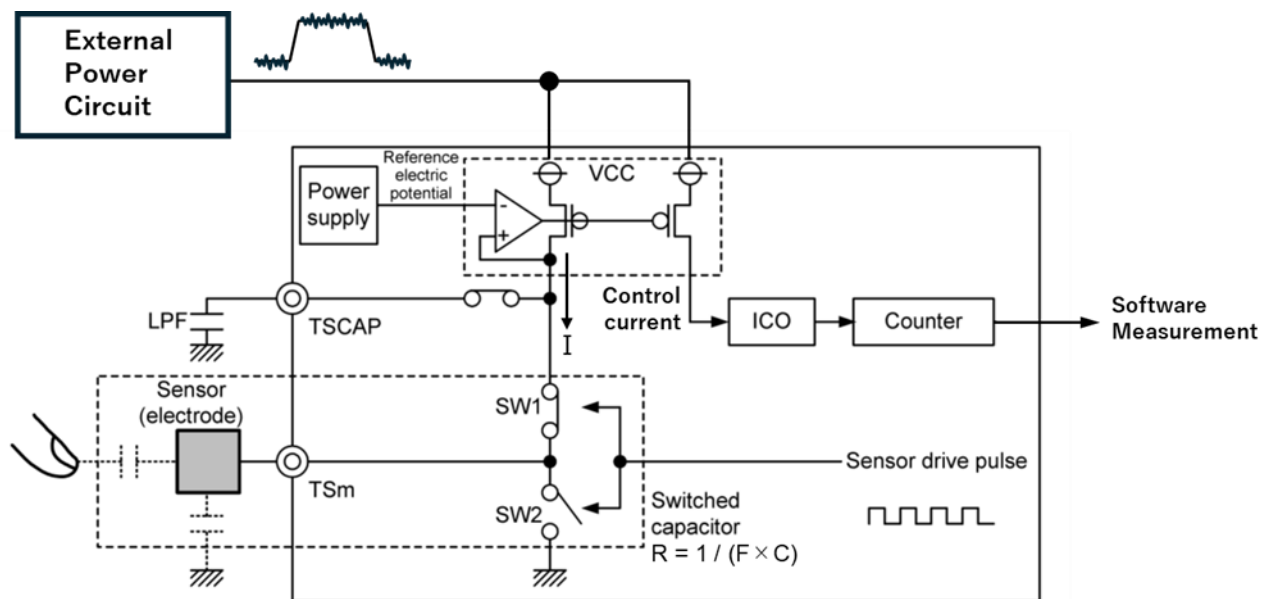 External
Power
Circuit
Reference
electric
potential
VCC
Power
supply
-
+
LPF
TSCAP
Control
current
I
ICO
Counter
Software
Measurement
Sensor
(electrode)
SW1
TSm
Sensor drive pulse
SW2
Switched
capacitor
R = 1 / (F × C)